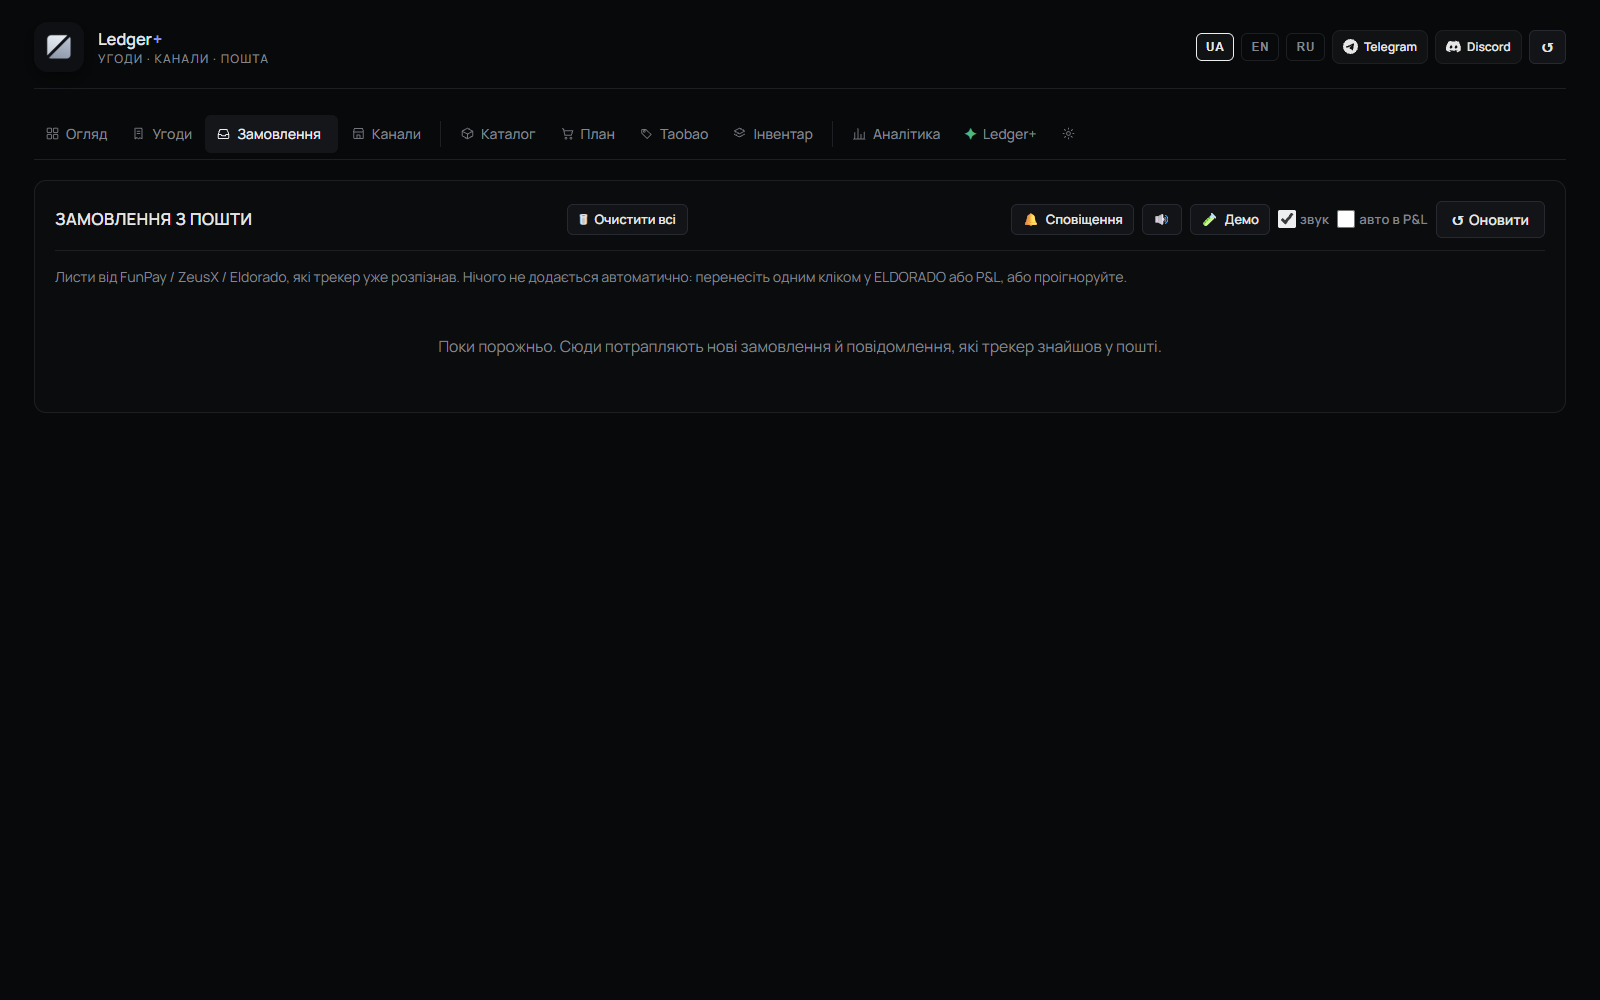 Ledger+
УГОДИ · КАНАЛИ · ПОШТА
UA EN RU Telegram Discord
Огляд Угоди Замовлення Канали Каталог План Taobao Інвентар Аналітика Ledger+
ЗАМОВЛЕННЯ З ПОШТИ
Очистити всі
Сповіщення Демо звук авто в P&L Оновити
Листи від FunPay / ZeusX / Eldorado, які трекер уже розпізнав. Нічого не додається автоматично: перенесіть одним кліком у ELDORADO або P&L, або проігноруйте.
Поки порожньо. Сюди потрапляють нові замовлення й повідомлення, які трекер знайшов у пошті.